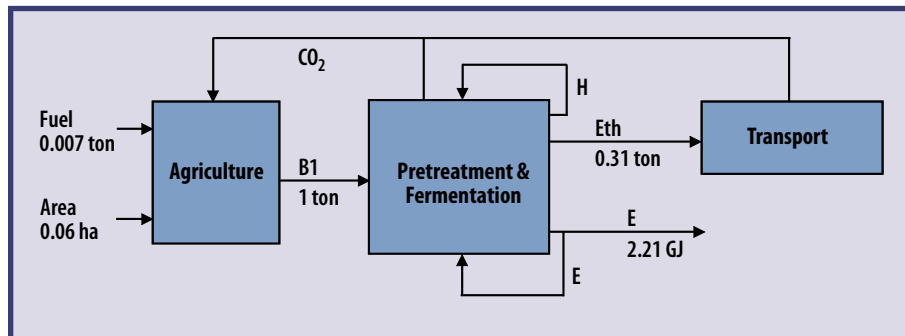 CO2
H
Fuel
0.007 ton
Agriculture
Area
0.06 ha
B1
1 ton
Pretreatment &
Fermentation
Eth
0.31 ton
Transport
E
2.21 GJ
E